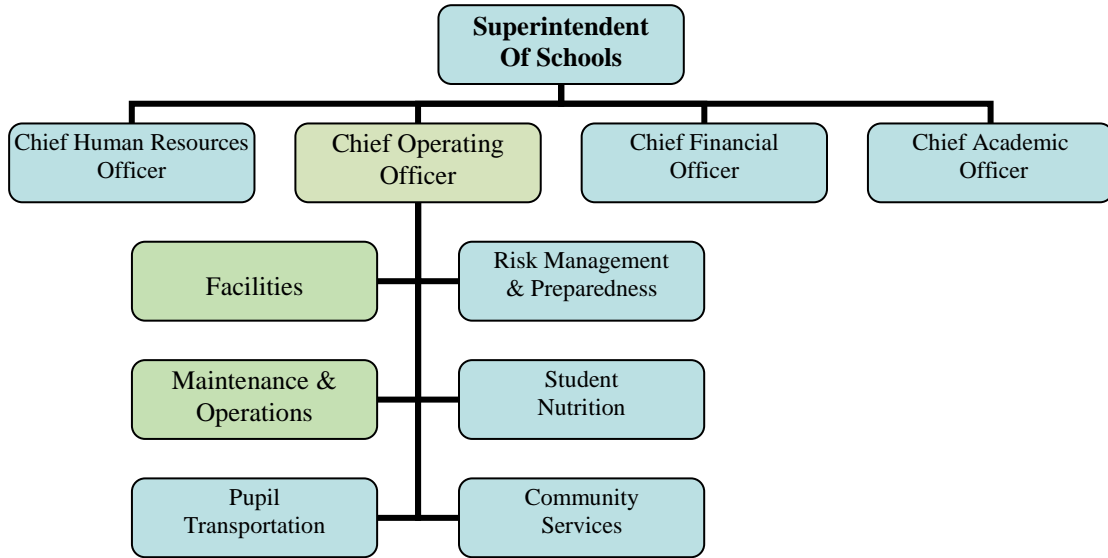 Superintendent
Of Schools
Chief Human Resources
Officer
Chief Operating
Officer
Chief Financial
Officer
Chief Academic
Officer
Facilities
Risk Management
& Preparedness
Maintenance &
Operations
Student
Nutrition
Pupil
Transportation
Community
Services